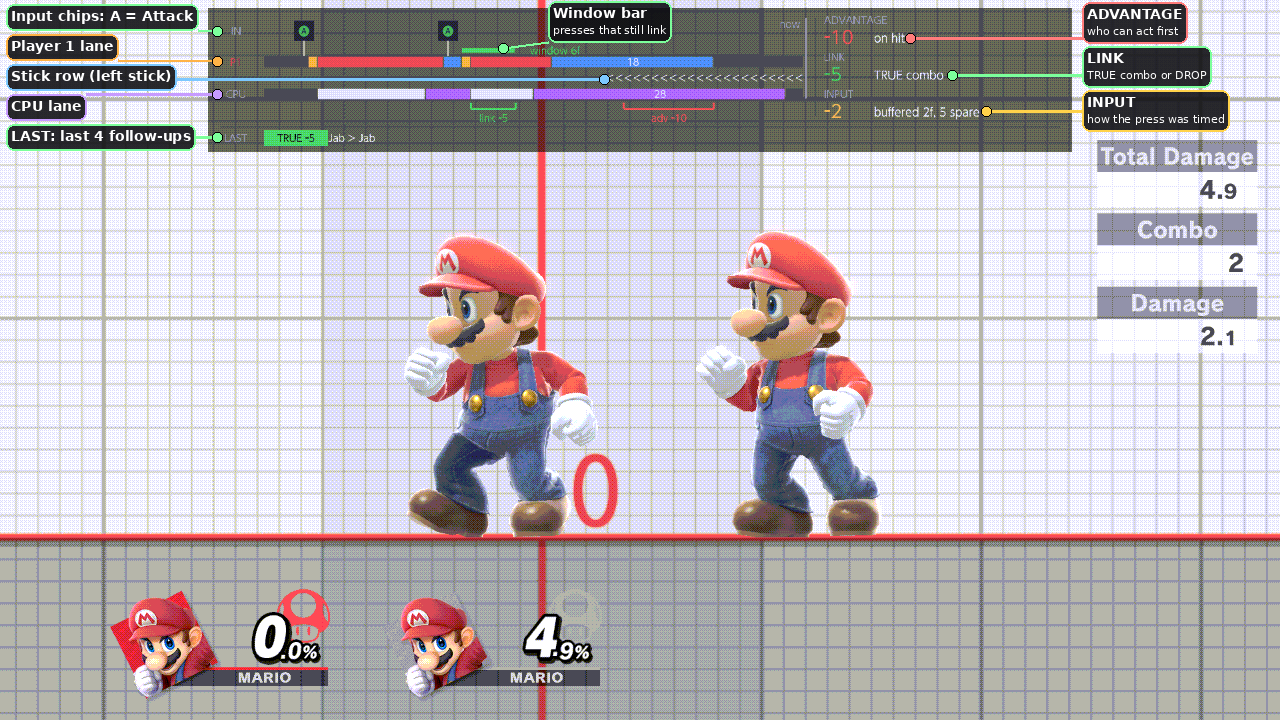 Input chips: A = Attack
IN
Player 1 lane
P1
Stick row (left stick)
CPU lane
CPU
LAST: last 4 follow-ups
LAST
A
A
Window bar
presses that still link
window 6f
now
18
<<<<<<<<<<<<<<<<<<<<<<<
28
link -5
adv -10
TRUE -5
Jab > Jab
ADVANTAGE
-10
on hit
LINK
-5
TRUE combo
INPUT
-2
buffered 2f, 5 spare
ADVANTAGE
who can act first
LINK
TRUE combo or DROP
INPUT
how the press was timed
Total Damage
4.9
Combo
2
Damage
2.1
M
M
0
M
0.0%
MARIO
M
4.9%
MARIO